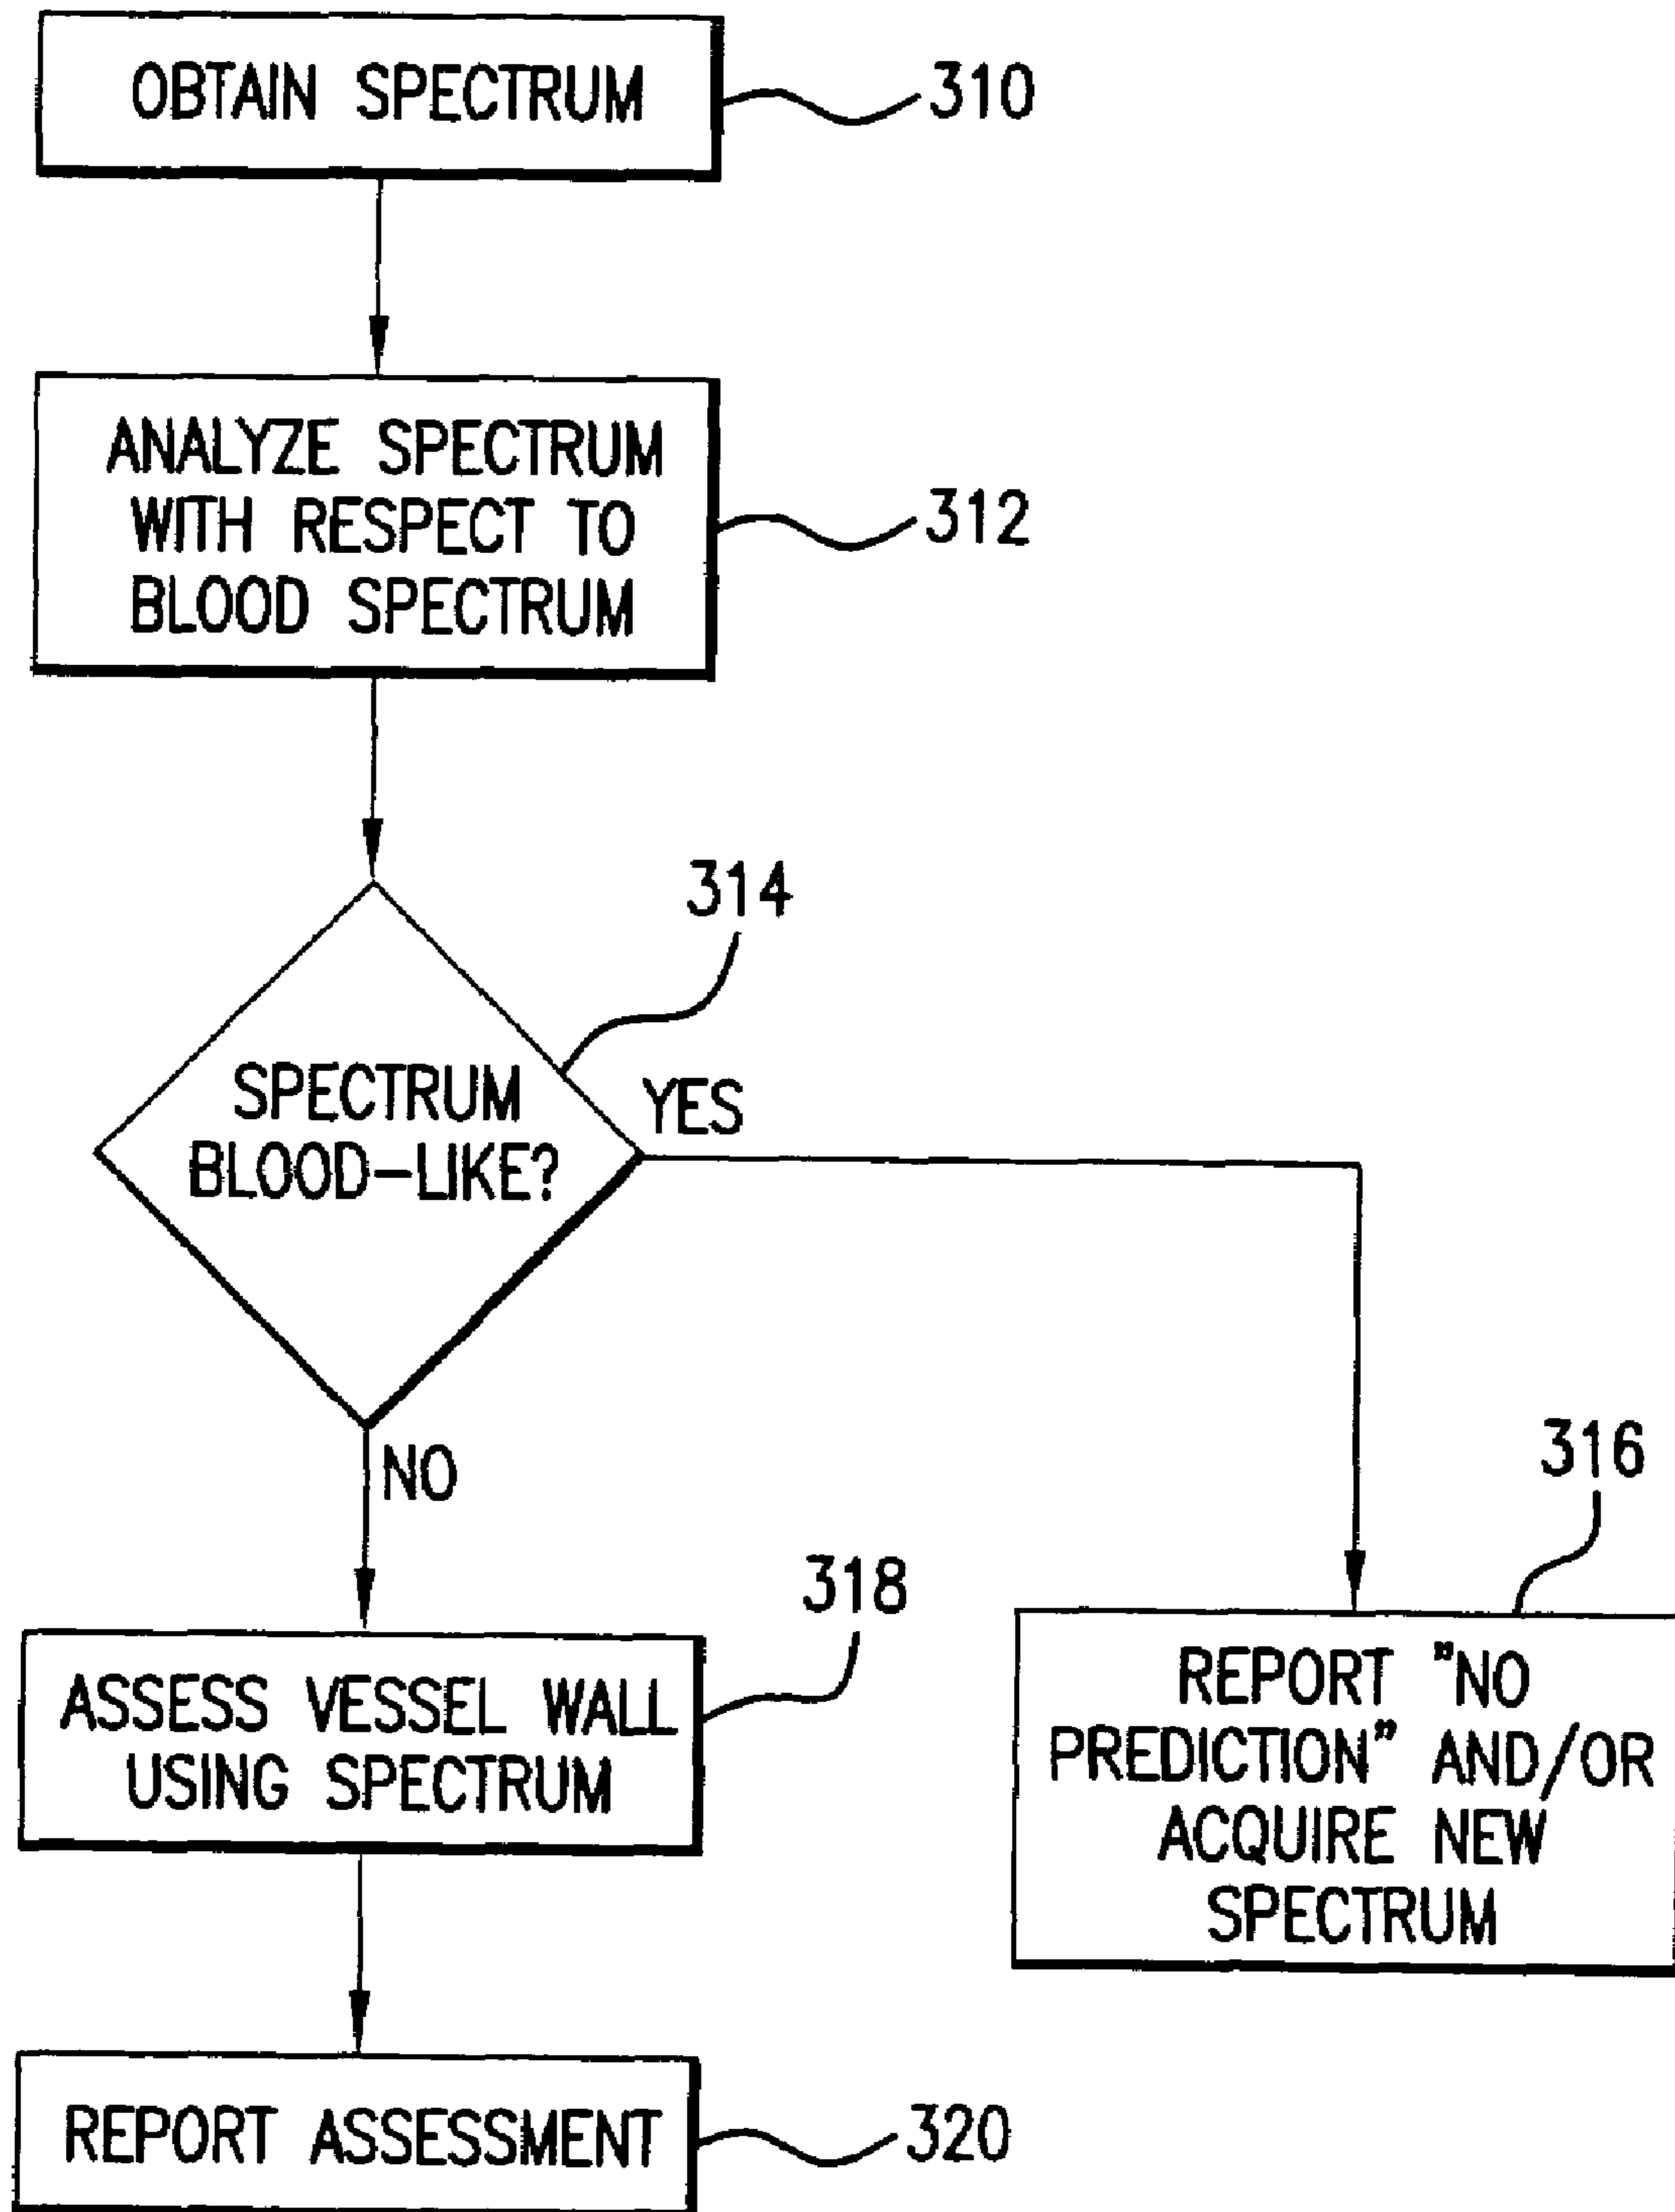 OBTAIN SPECTRUM
310
ANALYZE SPECTRUM
WITH RESPECT TO
BLOOD SPECTRUM
312
314
SPECTRUM
BLOOD-LIKE?
YES
NO
316
REPORT "NO
PREDICTION" AND/OR
ACQUIRE NEW
SPECTRUM
318
ASSESS VESSEL WALL
USING SPECTRUM
REPORT ASSESSMENT
320